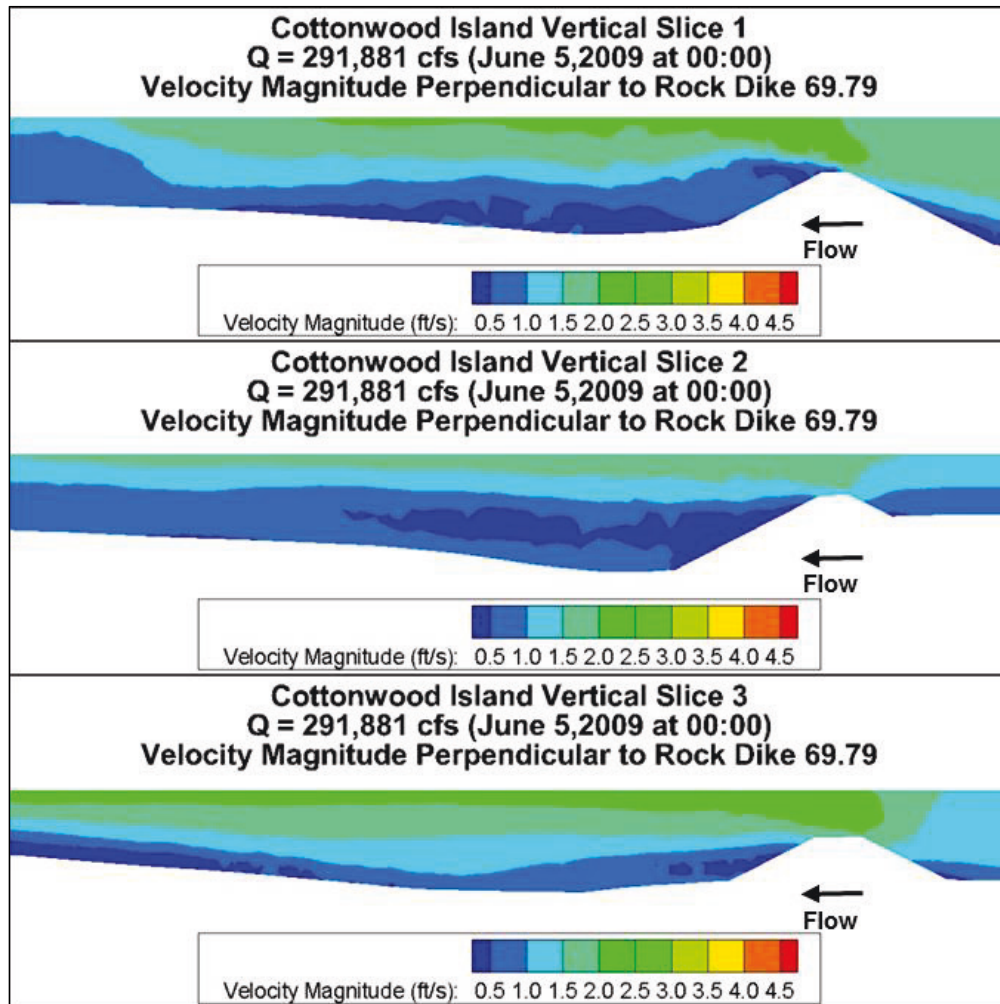 Cottonwood Island Vertical Slice 1
Q = 291,881 cfs (June 5,2009 at 00:00)
Velocity Magnitude Perpendicular to Rock Dike 69.79
Flow
Velocity Magnitude (ft/s): 0.5 1.0 1.5 2.0 2.5 3.0 3.5 4.0 4.5
Cottonwood Island Vertical Slice 2
Q = 291,881 cfs (June 5,2009 at 00:00)
Velocity Magnitude Perpendicular to Rock Dike 69.79
Flow
Velocity Magnitude (ft/s): 0.5 1.0 1.5 2.0 2.5 3.0 3.5 4.0 4.5
Cottonwood Island Vertical Slice 3
Q = 291,881 cfs (June 5,2009 at 00:00)
Velocity Magnitude Perpendicular to Rock Dike 69.79
Flow
Velocity Magnitude (ft/s): 0.5 1.0 1.5 2.0 2.5 3.0 3.5 4.0 4.5